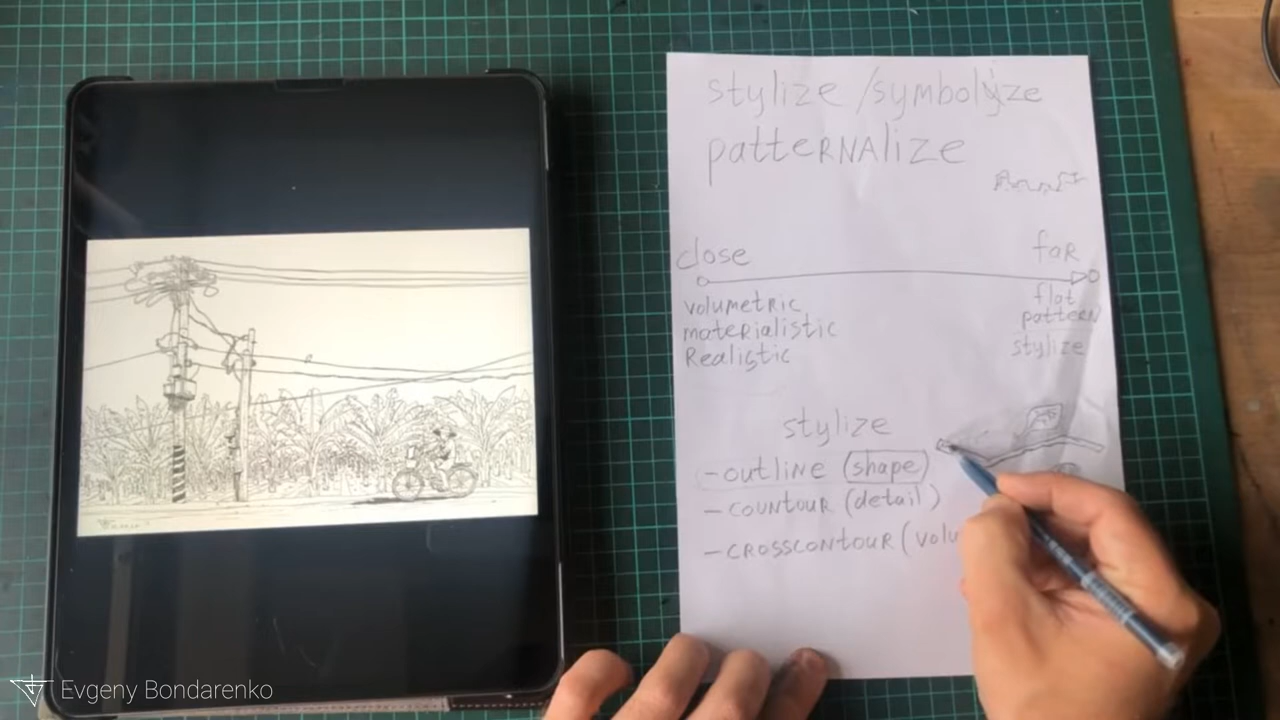 stylize /symbolyize
patterNAlize
close
far
volumetric
materialistic
Realistic
flat
pattern
stylize
stylize
-outline (shape)
- countour (detail)
- crosscontour (volu
Evgeny Bondarenko